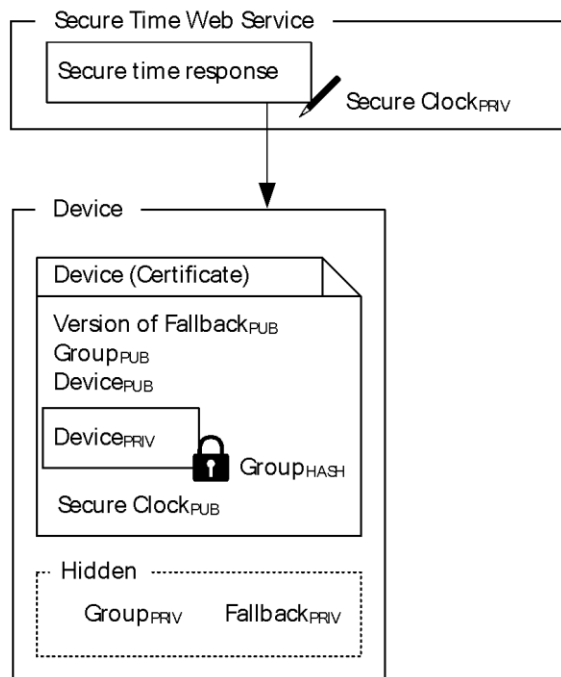 Secure Time Web Service
Secure time response
Secure ClockPRIV
Device
Device (Certificate)
Version of FallbackPUB
GroupPUB
DevicePUB
DevicePRIV
GroupHASH
Secure ClockPUB
Hidden
GroupPRIV FallbackPRIV